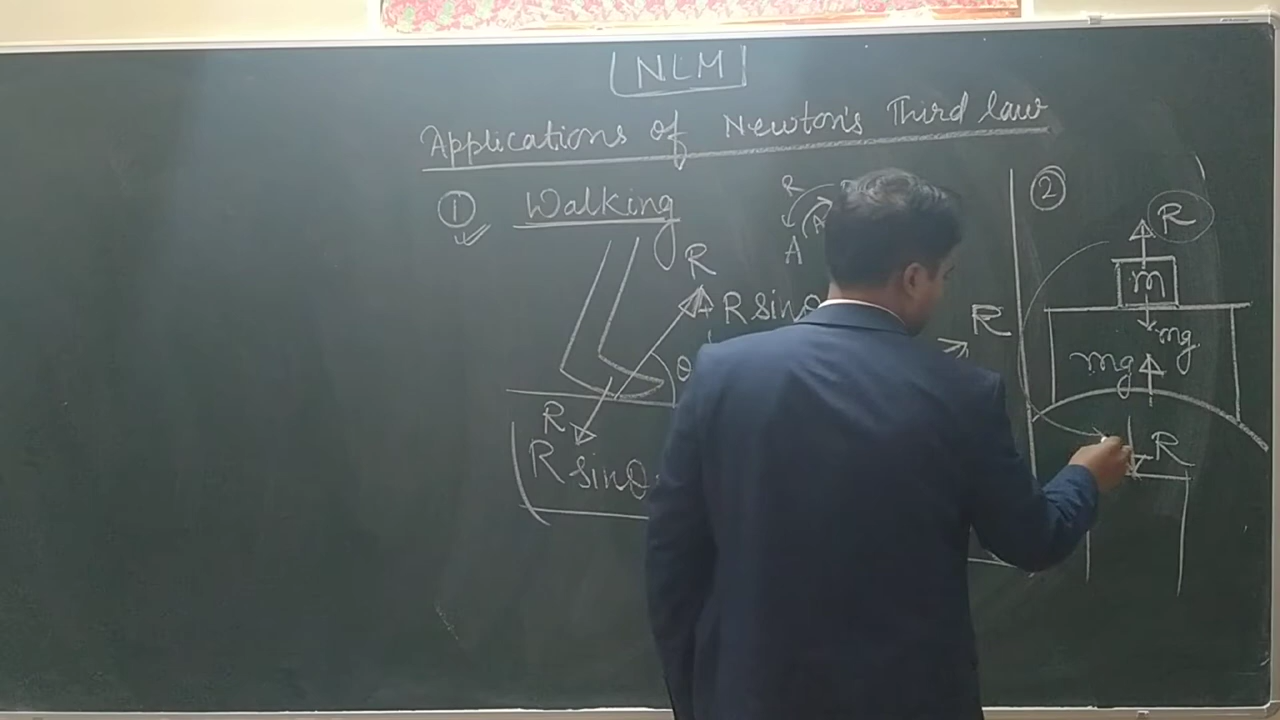 NLM
Applications of Newton's Third law
① Walking
R
A
R
R sinθ
θ
R
R sinθ
R
②
R
m
mg
mg
R